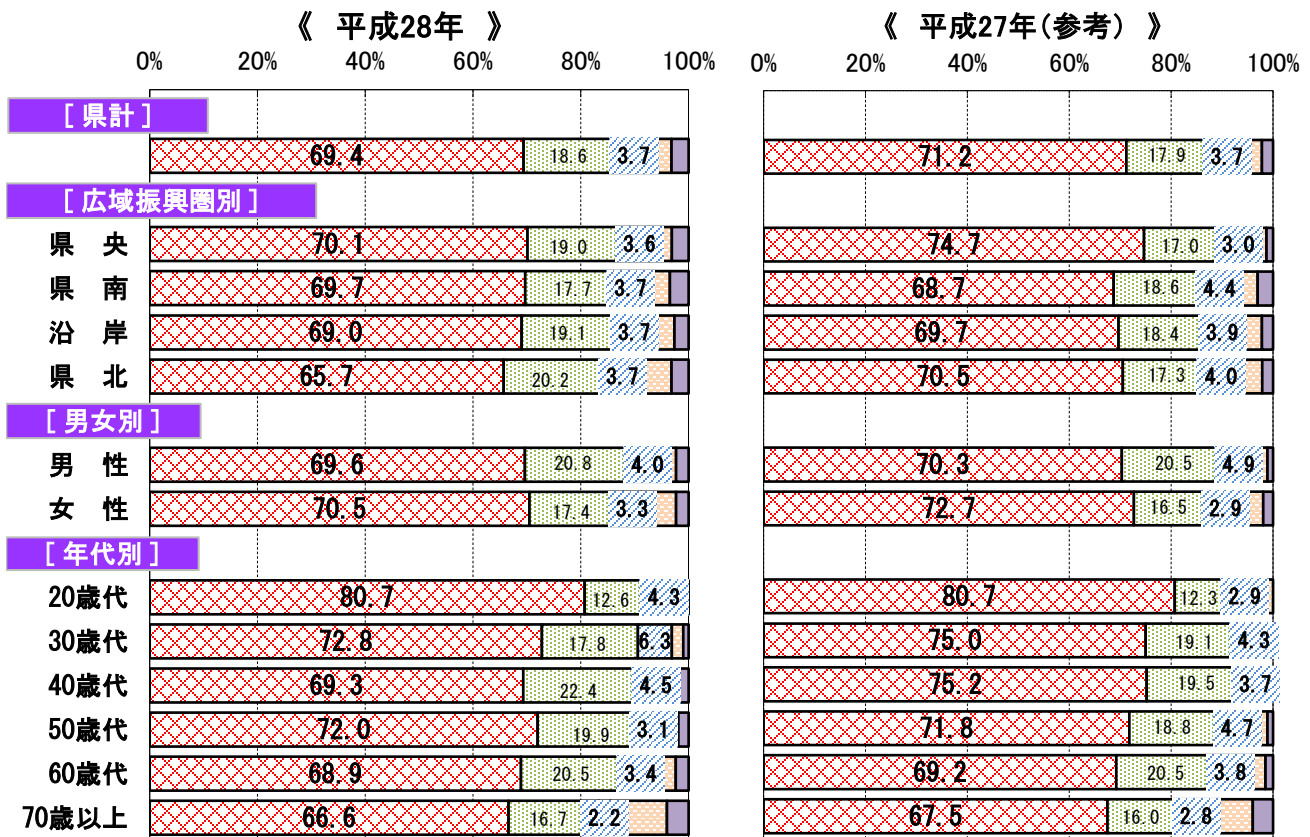 《 平成28年 》 《 平成27年(参考) 》
0% 20% 40% 60% 80% 100% 0% 20% 40% 60% 80% 100%
[ 県計 ]
69.4 18.6 3.7 71.2 17.9 3.7
[ 広域振興圏別 ]
県 央 70.1 19.0 3.6 74.7 17.0 3.0
県 南 69.7 17.7 3.7 68.7 18.6 4.4
沿 岸 69.0 19.1 3.7 69.7 18.4 3.9
県 北 65.7 20.2 3.7 70.5 17.3 4.0
[ 男女別 ]
男 性 69.6 20.8 4.0 70.3 20.5 4.9
女 性 70.5 17.4 3.3 72.7 16.5 2.9
[ 年代別 ]
20歳代 80.7 12.6 4.3 80.7 12.3 2.9
30歳代 72.8 17.8 6.3 75.0 19.1 4.3
40歳代 69.3 22.4 4.5 75.2 19.5 3.7
50歳代 72.0 19.9 3.1 71.8 18.8 4.7
60歳代 68.9 20.5 3.4 69.2 20.5 3.8
70歳以上 66.6 16.7 2.2 67.5 16.0 2.8